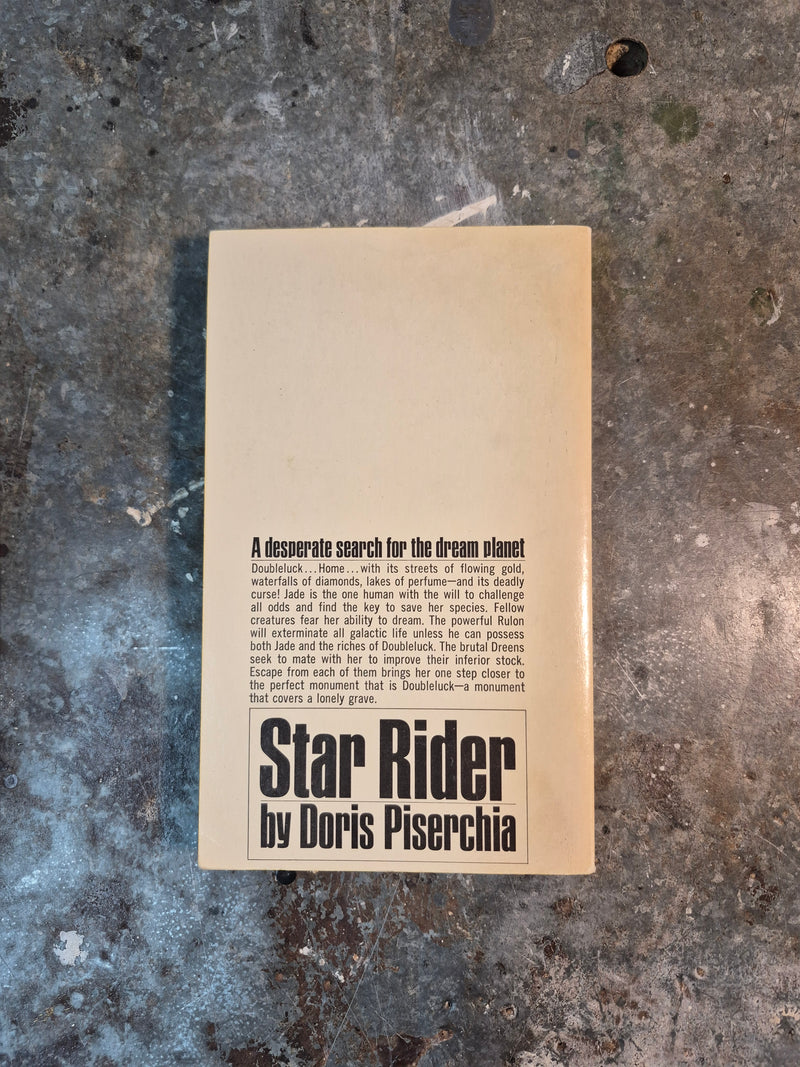 A desperate search for the dream planet
Doubleluck...Home...with its streets of flowing gold,
waterfalls of diamonds, lakes of perfume—and its deadly
curse! Jade is the one human with the will to challenge
all odds and find the key to save her species. Fellow
creatures fear her ability to dream. The powerful Rulon
will exterminate all galactic life unless he can possess
both Jade and the riches of Doubleluck. The brutal Dreens
seek to mate with her to improve their inferior stock.
Escape from each of them brings her one step closer to
the perfect monument that is Doubleluck—a monument
that covers a lonely grave.
Star Rider
by Doris Piserchia